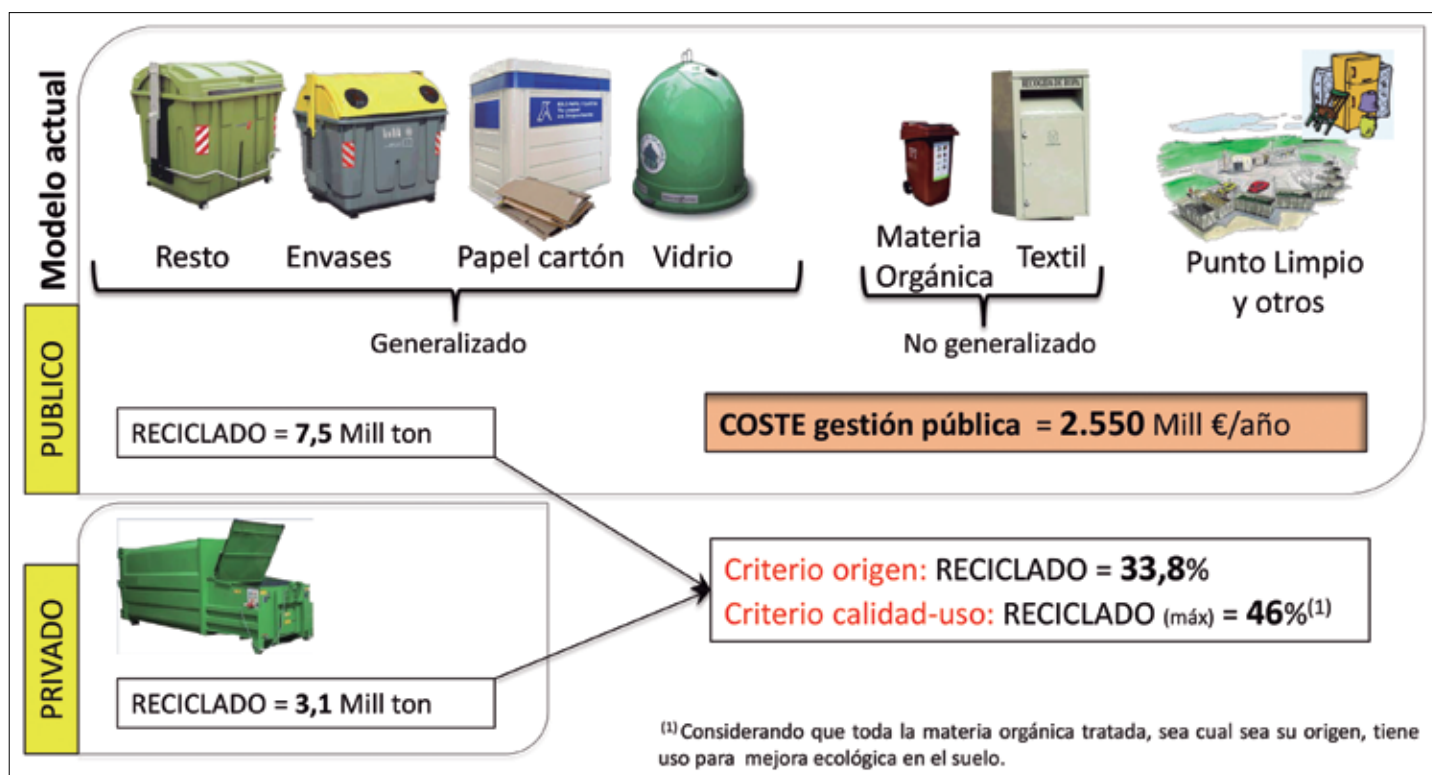 Modelo actual
Resto
Envases
Papel cartón
Vidrio
Materia
Orgánica
Textil
Punto Limpio
y otros
Generalizado
No generalizado
PUBLICO
RECICLADO = 7,5 Mill ton
COSTE gestión pública = 2.550 Mill €/año
PRIVADO
RECICLADO = 3,1 Mill ton
Criterio origen: RECICLADO = 33,8%
Criterio calidad-uso: RECICLADO (máx) = 46%(1)
(1) Considerando que toda la materia orgánica tratada, sea cual sea su origen, tiene
uso para mejora ecológica en el suelo.